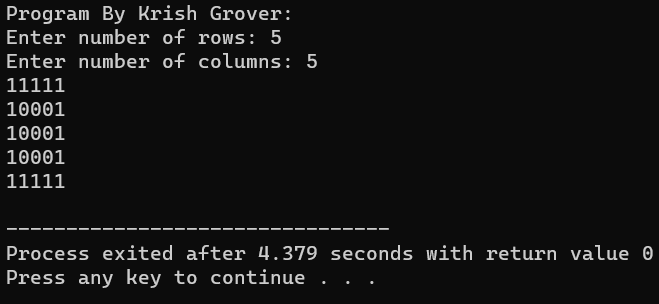 Program By Krish Grover:
Enter number of rows: 5
Enter number of columns: 5
11111
10001
10001
10001
11111
--------------------------------
Process exited after 4.379 seconds with return value 0
Press any key to continue . . .